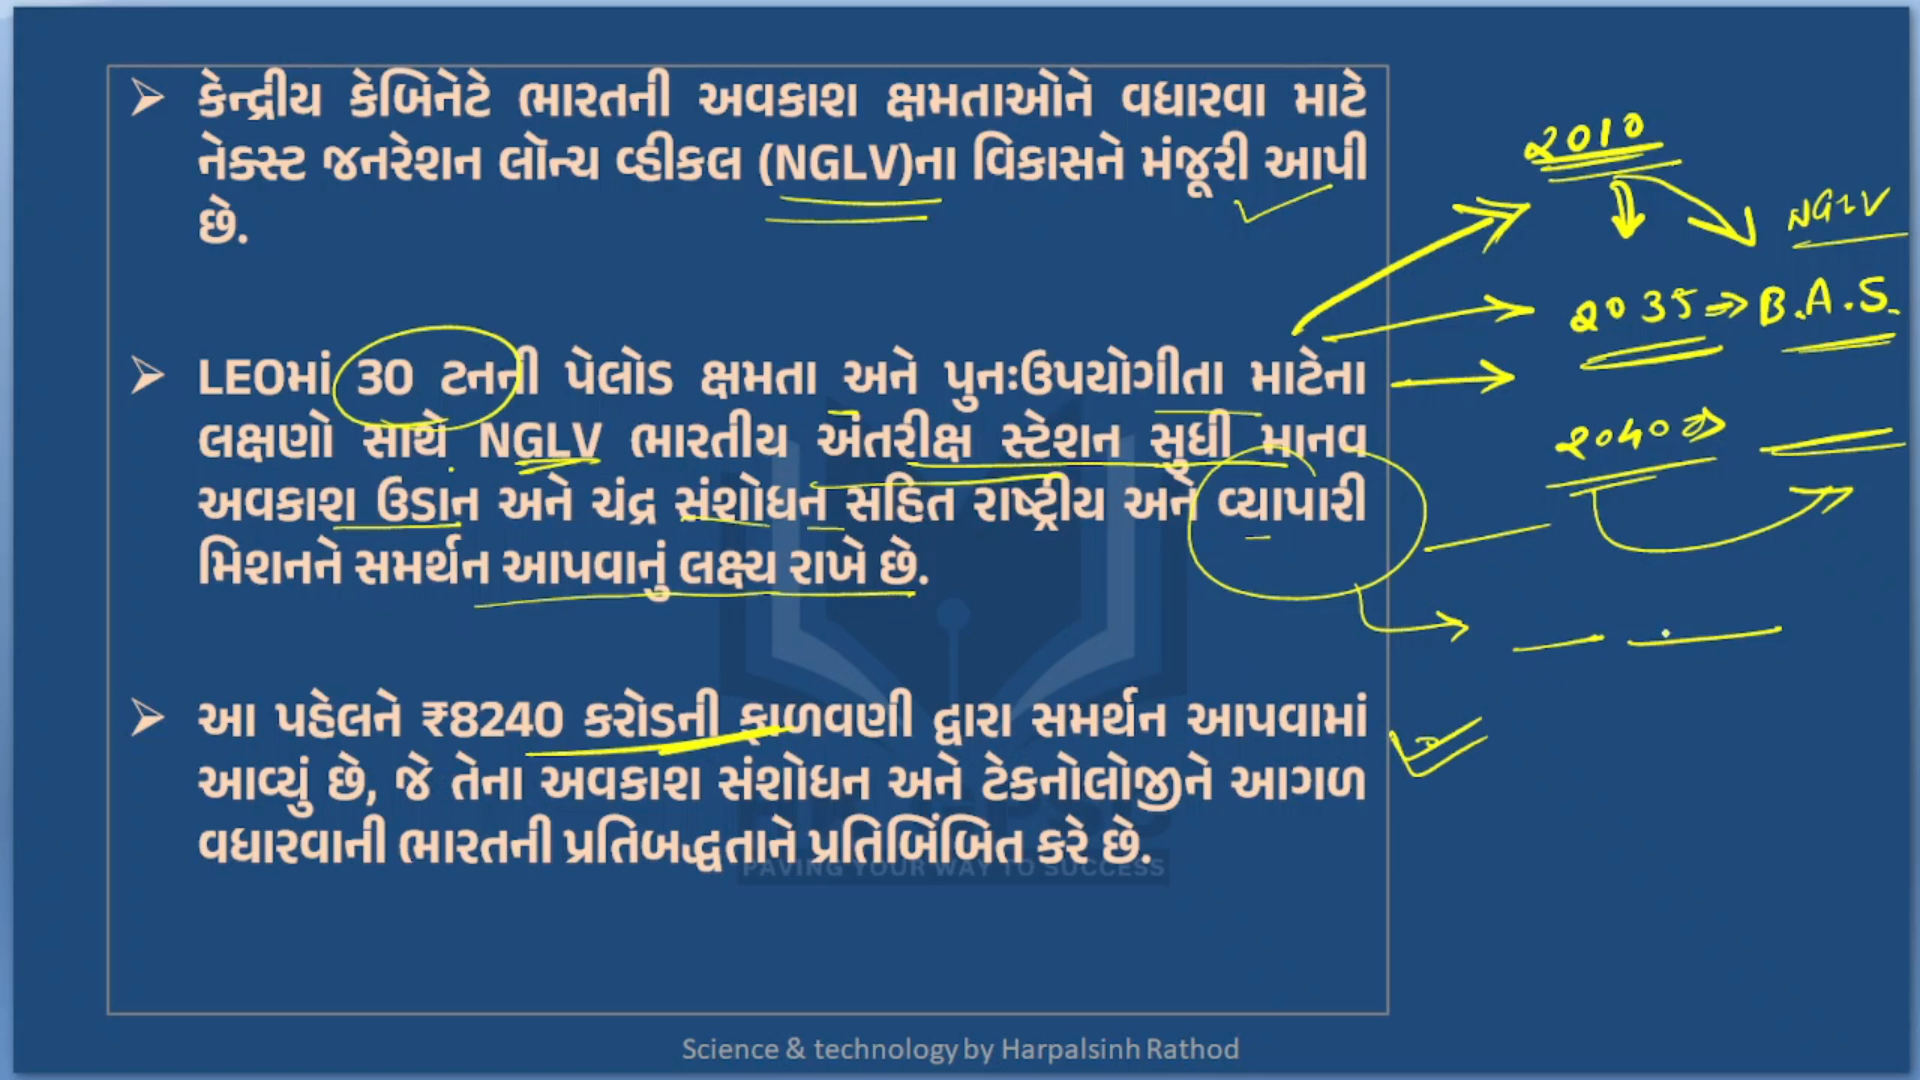 કેન્દ્રીય કેબિનેટે ભારતની અવકાશ ક્ષમતાઓને વધારવા માટે
નેક્સ્ટ જનરેશન લૉન્ચ વ્હીકલ (NGLV)ના વિકાસને મંજૂરી આપી
છે.
2010
NGLV
2035 ⇒ B.A.S.
LEOમાં 30 ટનની પેલોડ ક્ષમતા અને પુનઃઉપયોગીતા માટેના
લક્ષણો સાથે NGLV ભારતીય અંતરીક્ષ સ્ટેશન સુધી માનવ
2040 ⇒
અવકાશ ઉડાન અને ચંદ્ર સંશોધન સહિત રાષ્ટ્રીય અને વ્યાપારી
મિશનને સમર્થન આપવાનું લક્ષ્ય રાખે છે.
આ પહેલને ₹8240 કરોડની ફાળવણી દ્વારા સમર્થન આપવામાં
આવ્યું છે, જે તેના અવકાશ સંશોધન અને ટેકનોલોજીને આગળ
વધારવાની ભારતની પ્રતિબદ્ધતાને પ્રતિબિંબિત કરે છે.
PAVING YOUR WAY TO SUCCESS
Science & technology by Harpalsinh Rathod